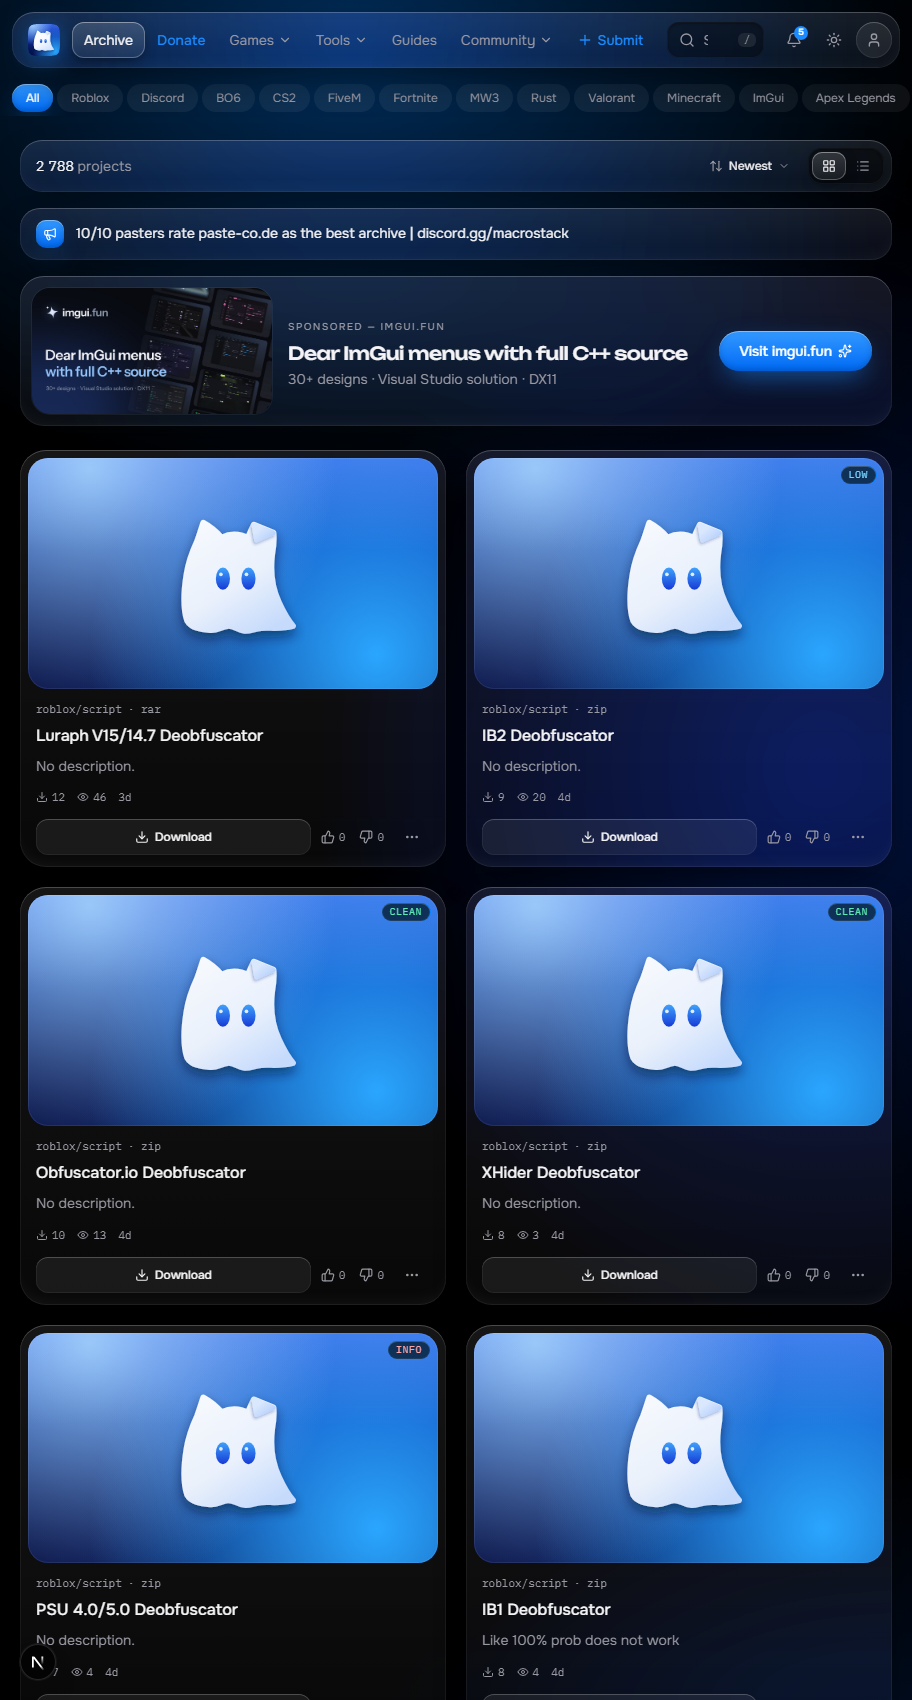 Archive Donate Games Tools Guides Community + Submit S / 5
All Roblox Discord BO6 CS2 FiveM Fortnite MW3 Rust Valorant Minecraft ImGui Apex Legends
2 788 projects Newest
10/10 pasters rate paste-co.de as the best archive | discord.gg/macrostack
imgui.fun
Dear ImGui menus
with full C++ source
30+ designs · Visual Studio solution · DX11
SPONSORED — IMGUI.FUN
Dear ImGui menus with full C++ source
30+ designs · Visual Studio solution · DX11
Visit imgui.fun
roblox/script · rar
Luraph V15/14.7 Deobfuscator
No description.
12 46 3d
Download 0 0 ...
LOW
roblox/script · zip
IB2 Deobfuscator
No description.
9 20 4d
Download 0 0 ...
CLEAN
roblox/script · zip
Obfuscator.io Deobfuscator
No description.
10 13 4d
Download 0 0 ...
CLEAN
roblox/script · zip
XHider Deobfuscator
No description.
8 3 4d
Download 0 0 ...
INFO
roblox/script · zip
PSU 4.0/5.0 Deobfuscator
No description.
7 4 4d
N
roblox/script · zip
IB1 Deobfuscator
Like 100% prob does not work
8 4 4d